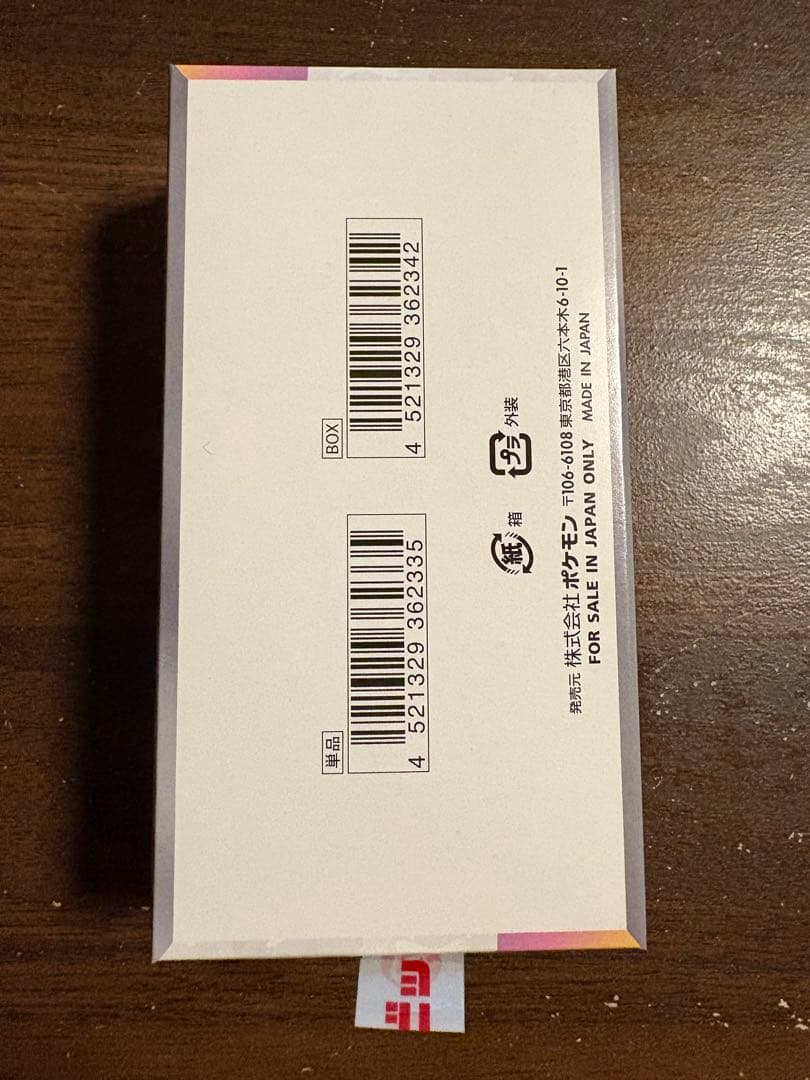 単品
4 521329 362335
BOX
4 521329 362342
紙 箱
プラ 外装
発売元 株式会社 ポケモン 〒106-6108 東京都港区六本木6-10-1
FOR SALE IN JAPAN ONLY MADE IN JAPAN